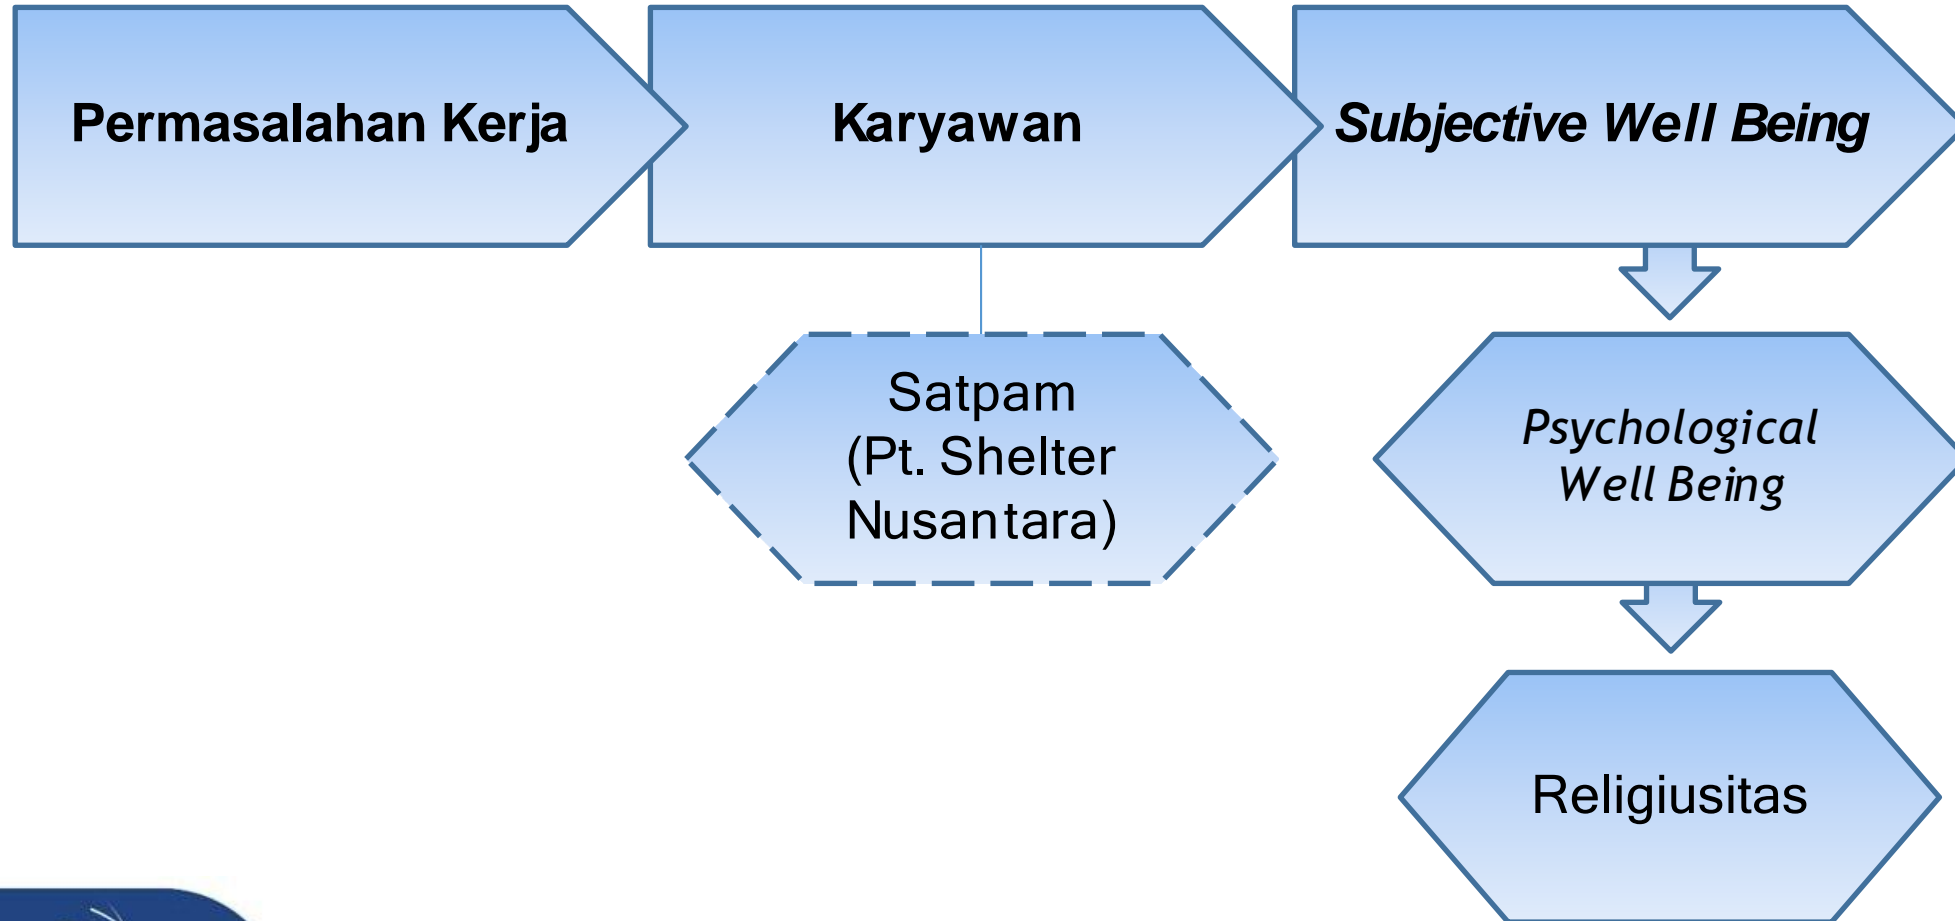 Permasalahan Kerja
Karyawan
Subjective Well Being
Satpam
(Pt. Shelter
Nusantara)
Psychological
Well Being
Religiusitas